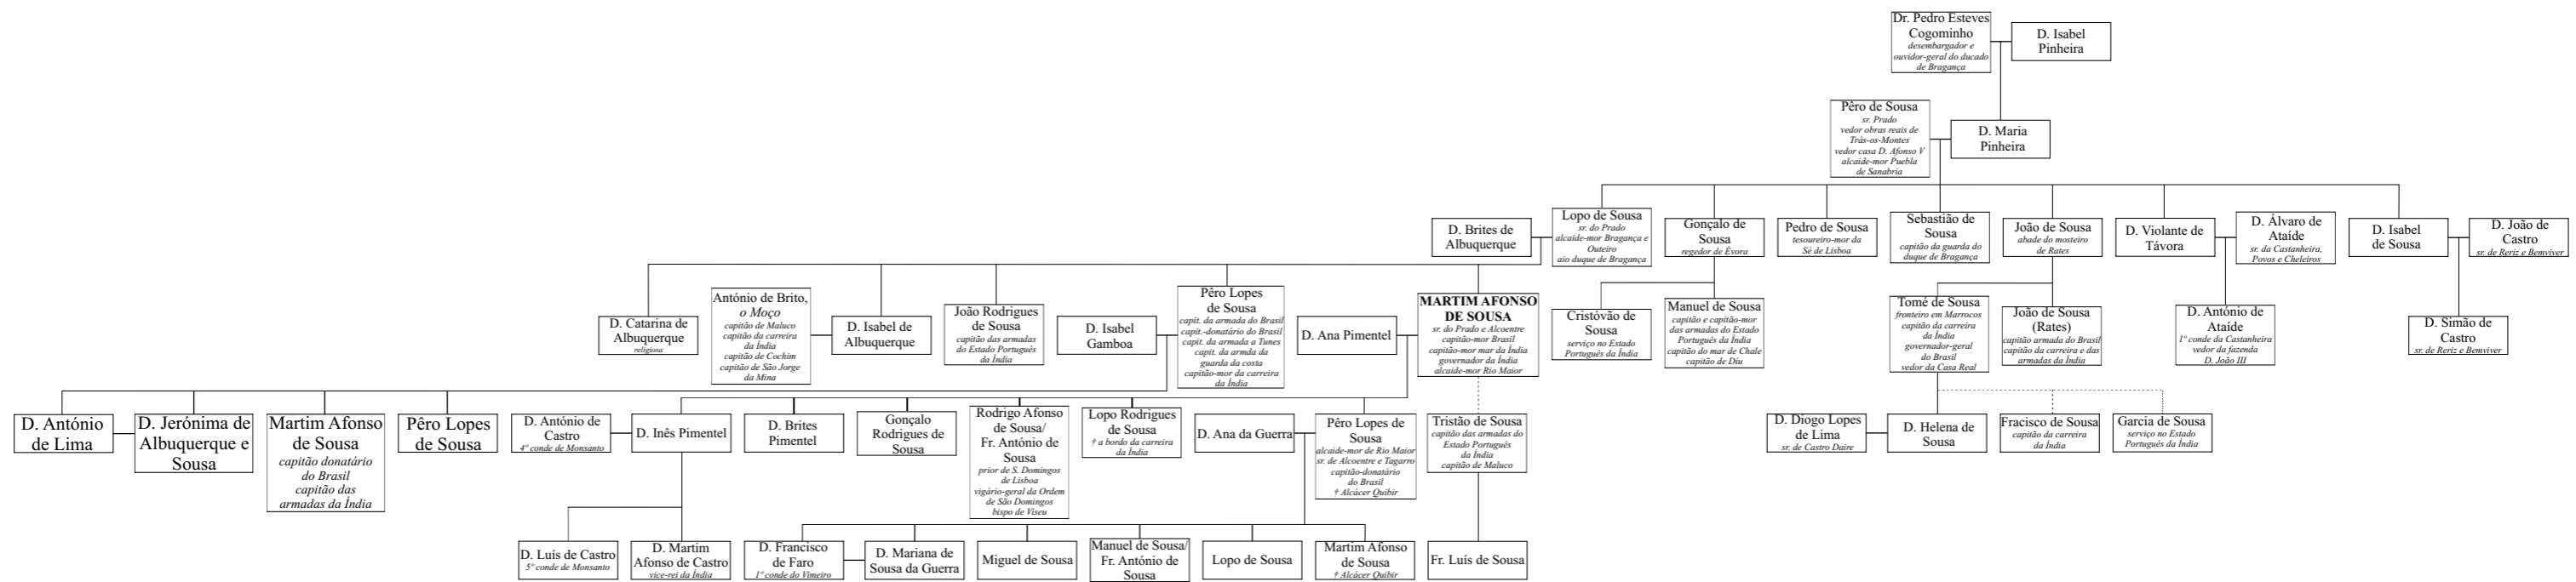 Dr. Pedro Esteves
Cogominho
desembargador e
ouvidor-geral do ducado
de Bragança
D. Isabel
Pinheira
Pêro de Sousa
sr. Prado
vedor obras reais de
Trás-os-Montes
vedor casa D. Afonso V
alcaide-mor Puebla
de Sanabria
D. Maria
Pinheira
D. Brites de
Albuquerque
Lopo de Sousa
sr. do Prado
alcaide-mor Bragança e
Outeiro
aio duque de Bragança
Gonçalo de
Sousa
regedor de Évora
Pedro de Sousa
tesoureiro-mor da
Sé de Lisboa
Sebastião de
Sousa
capitão da guarda do
duque de Bragança
João de Sousa
abade do mosteiro
de Rates
D. Violante de
Távora
D. Álvaro de
Ataíde
sr. da Castanheira,
Povos e Cheleiros
D. Isabel
de Sousa
D. João de
Castro
sr. de Reriz e Bemviver
D. Catarina de
Albuquerque
religiosa
António de Brito,
o Moço
capitão de Maluco
capitão da carreira
da Índia
capitão de Cochim
capitão de São Jorge
da Mina
D. Isabel de
Albuquerque
João Rodrigues
de Sousa
capitão das armadas
do Estado Português
da Índia
D. Isabel
Gamboa
Pêro Lopes
de Sousa
capit. da armada do Brasil
capit.-donatário do Brasil
capit. da armada a Tunes
capit. da armda da
guarda da costa
capitão-mor da carreira
da Índia
D. Ana Pimentel
MARTIM AFONSO
DE SOUSA
sr. do Prado e Alcoentre
capitão-mor Brasil
capitão-mor mar da Índia
governador da Índia
alcaide-mor Rio Maior
Cristóvão de
Sousa
serviço no Estado
Português da Índia
Manuel de Sousa
capitão e capitão-mor
das armadas do Estado
Português da Índia
capitão do mar de Chale
capitão de Diu
Tomé de Sousa
fronteiro em Marrocos
capitão da carreira
da Índia
governador-geral
do Brasil
vedor da Casa Real
João de Sousa
(Rates)
capitão armada do Brasil
capitão da carreira e das
armadas da Índia
D. António de
Ataíde
1º conde da Castanheira
vedor da fazenda
D. João III
D. Simão de
Castro
sr. de Reriz e Bemviver
D. António
de Lima
D. Jerónima de
Albuquerque e
Sousa
Martim Afonso
de Sousa
capitão donatário
do Brasil
capitão das
armadas da Índia
Pêro Lopes
de Sousa
D. António de
Castro
4º conde de Monsanto
D. Inês Pimentel
D. Brites
Pimentel
Gonçalo
Rodrigues de
Sousa
Rodrigo Afonso
de Sousa/
Fr. António de
Sousa
prior de S. Domingos
de Lisboa
vigário-geral da Ordem
de São Domingos
bispo de Viseu
Lopo Rodrigues
de Sousa
† a bordo da carreira
da Índia
D. Ana da Guerra
Pêro Lopes de
Sousa
alcaide-mor de Rio Maior
sr. de Alcoentre e Tagarro
capitão-donatário
do Brasil
† Alcácer Quibir
Tristão de Sousa
capitão das armadas do
Estado Português
da Índia
capitão de Maluco
D. Diogo Lopes
de Lima
sr. de Castro Daire
D. Helena de
Sousa
Fracisco de Sousa
capitão da carreira
da Índia
Garcia de Sousa
serviço no Estado
Português da Índia
D. Luís de Castro
5º conde de Monsanto
D. Martim
Afonso de Castro
vice-rei da Índia
D. Francisco
de Faro
1º conde do Vimeiro
D. Mariana de
Sousa da Guerra
Miguel de Sousa
Manuel de Sousa/
Fr. António de
Sousa
Lopo de Sousa
Martim Afonso
de Sousa
† Alcácer Quibir
Fr. Luís de Sousa